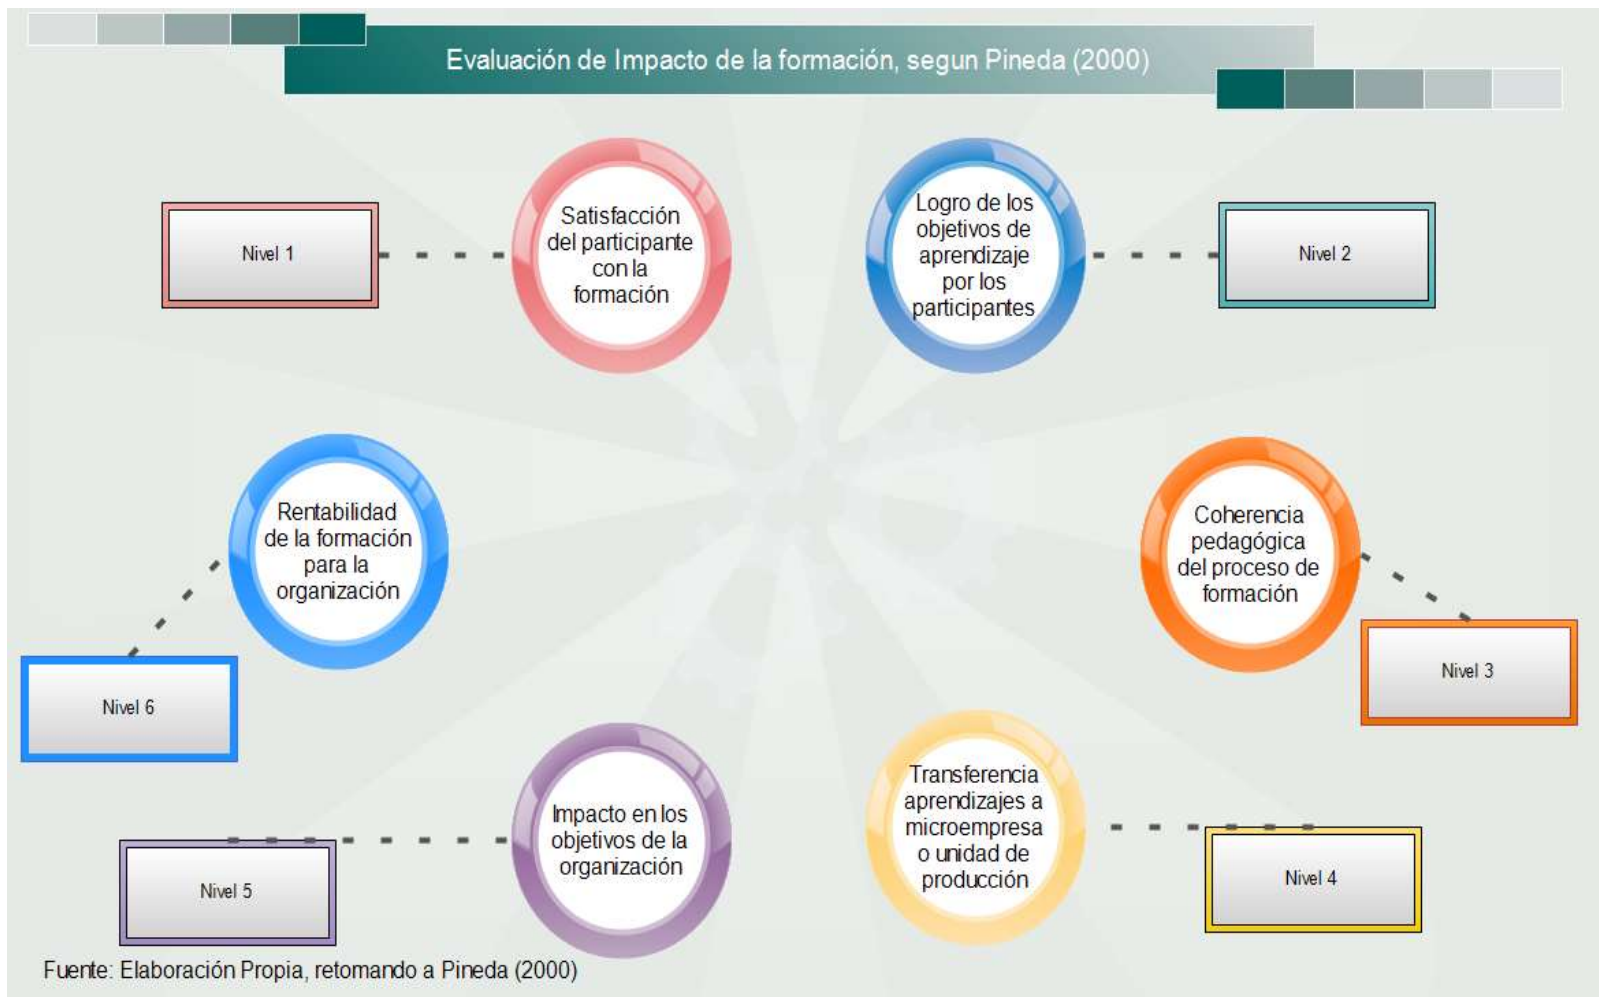 Evaluación de Impacto de la formación, segun Pineda (2000)
Nivel 1
Satisfacción
del participante
con la
formación
Logro de los
objetivos de
aprendizaje
por los
participantes
Nivel 2
Coherencia
pedagógica
del proceso de
formación
Nivel 3
Transferencia
aprendizajes a
microempresa
o unidad de
producción
Nivel 4
Impacto en los
objetivos de la
organización
Nivel 5
Rentabilidad
de la formación
para la
organización
Nivel 6
Fuente: Elaboración Propia, retomando a Pineda (2000)